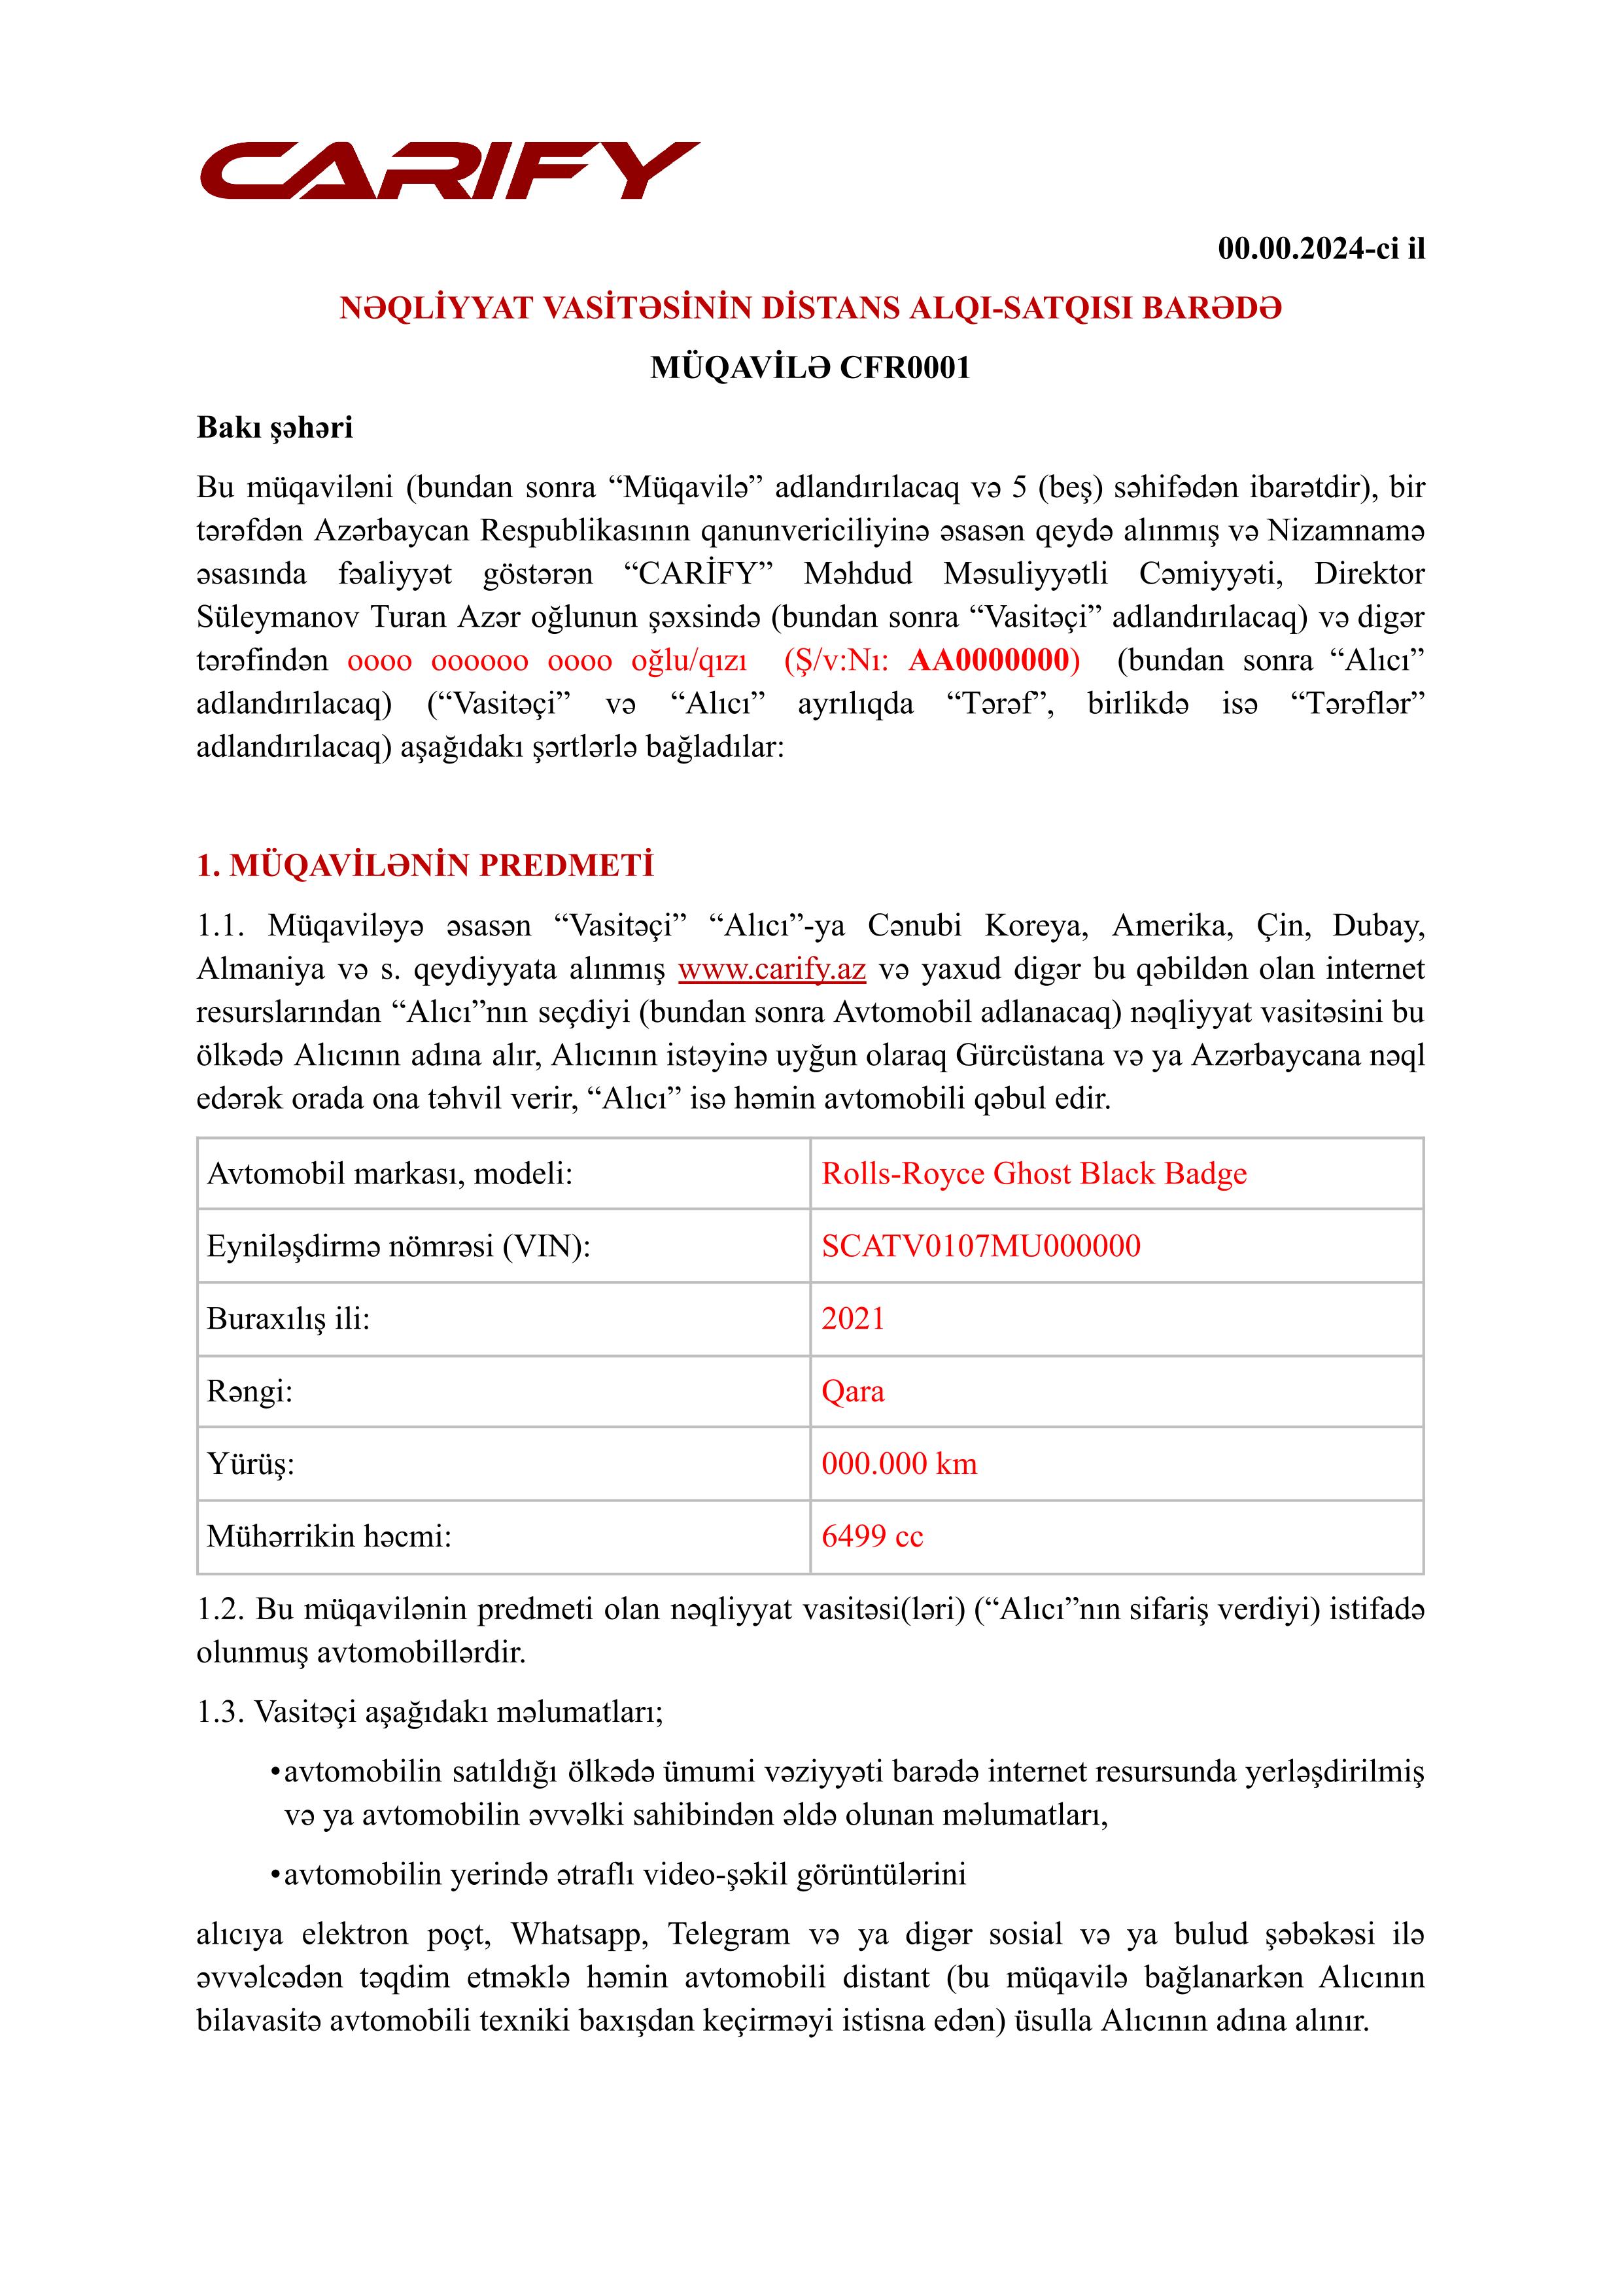 CARIFY
00.00.2024-ci il
NƏQLİYYAT VASİTƏSİNİN DİSTANS ALQI-SATQISI BARƏDƏ
MÜQAVİLƏ CFR0001
Bakı şəhəri
Bu müqaviləni (bundan sonra “Müqavilə” adlandırılacaq və 5 (beş) səhifədən ibarətdir), bir
tərəfdən Azərbaycan Respublikasının qanunvericiliyinə əsasən qeydə alınmış və Nizamnamə
əsasında fəaliyyət göstərən “CARİFY” Məhdud Məsuliyyətli Cəmiyyəti, Direktor
Süleymanov Turan Azər oğlunun şəxsində (bundan sonra “Vasitəçi” adlandırılacaq) və digər
tərəfindən oooo oooooo oooo oğlu/qızı (Ş/v:Nı: AA0000000) (bundan sonra “Alıcı”
adlandırılacaq) (“Vasitəçi” və “Alıcı” ayrılıqda “Tərəf”, birlikdə isə “Tərəflər”
adlandırılacaq) aşağıdakı şərtlərlə bağladılar:
1. MÜQAVİLƏNİN PREDMETİ
1.1. Müqaviləyə əsasən “Vasitəçi” “Alıcı”-ya Cənubi Koreya, Amerika, Çin, Dubay,
Almaniya və s. qeydiyyata alınmış www.carify.az və yaxud digər bu qəbildən olan internet
resurslarından “Alıcı”nın seçdiyi (bundan sonra Avtomobil adlanacaq) nəqliyyat vasitəsini bu
ölkədə Alıcının adına alır, Alıcının istəyinə uyğun olaraq Gürcüstana və ya Azərbaycana nəql
edərək orada ona təhvil verir, “Alıcı” isə həmin avtomobili qəbul edir.
Avtomobil markası, modeli: Rolls-Royce Ghost Black Badge
Eyniləşdirmə nömrəsi (VIN): SCATV0107MU000000
Buraxılış ili: 2021
Rəngi: Qara
Yürüş: 000.000 km
Mühərrikin həcmi: 6499 cc
1.2. Bu müqavilənin predmeti olan nəqliyyat vasitəsi(ləri) (“Alıcı”nın sifariş verdiyi) istifadə
olunmuş avtomobillərdir.
1.3. Vasitəçi aşağıdakı məlumatları;
•avtomobilin satıldığı ölkədə ümumi vəziyyəti barədə internet resursunda yerləşdirilmiş
və ya avtomobilin əvvəlki sahibindən əldə olunan məlumatları,
•avtomobilin yerində ətraflı video-şəkil görüntülərini
alıcıya elektron poçt, Whatsapp, Telegram və ya digər sosial və ya bulud şəbəkəsi ilə
əvvəlcədən təqdim etməklə həmin avtomobili distant (bu müqavilə bağlanarkən Alıcının
bilavasitə avtomobili texniki baxışdan keçirməyi istisna edən) üsulla Alıcının adına alınır.